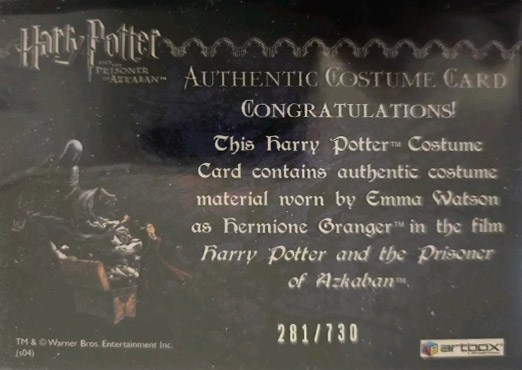 Harry Potter
AND THE
PRISONER
OF AZKABAN™
AUTHENTIC COSTUME CARD
CONGRATULATIONS!
This Harry Potter™ Costume
Card contains authentic costume
material worn by Emma Watson
as Hermione Granger™ in the film
Harry Potter and the Prisoner
of Azkaban™.
281/730
TM & © Warner Bros. Entertainment Inc.
(s04)
artbox